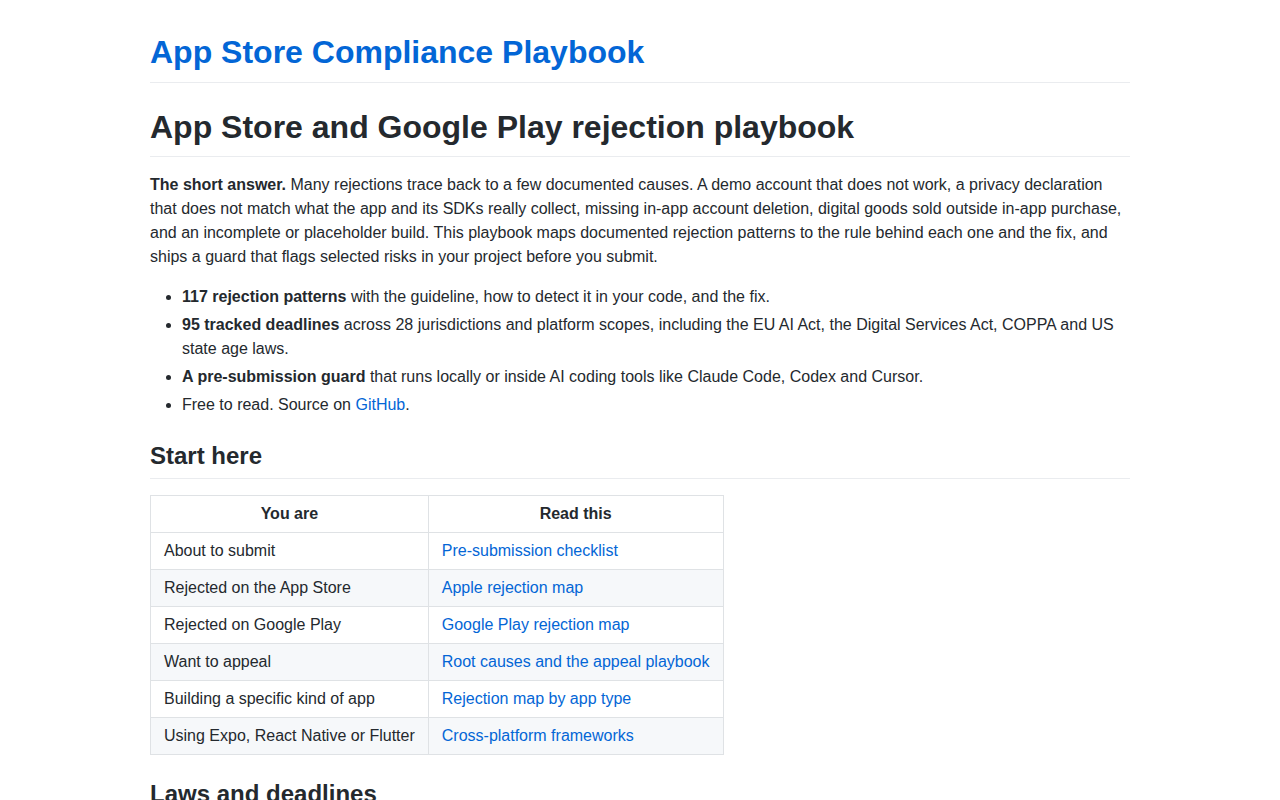 App Store Compliance Playbook
App Store and Google Play rejection playbook
The short answer. Many rejections trace back to a few documented causes. A demo account that does not work, a privacy declaration
that does not match what the app and its SDKs really collect, missing in-app account deletion, digital goods sold outside in-app purchase,
and an incomplete or placeholder build. This playbook maps documented rejection patterns to the rule behind each one and the fix, and
ships a guard that flags selected risks in your project before you submit.
117 rejection patterns with the guideline, how to detect it in your code, and the fix.
95 tracked deadlines across 28 jurisdictions and platform scopes, including the EU AI Act, the Digital Services Act, COPPA and US
state age laws.
A pre-submission guard that runs locally or inside AI coding tools like Claude Code, Codex and Cursor.
Free to read. Source on GitHub.
Start here
You are Read this
About to submit Pre-submission checklist
Rejected on the App Store Apple rejection map
Rejected on Google Play Google Play rejection map
Want to appeal Root causes and the appeal playbook
Building a specific kind of app Rejection map by app type
Using Expo, React Native or Flutter Cross-platform frameworks
Laws and deadlines